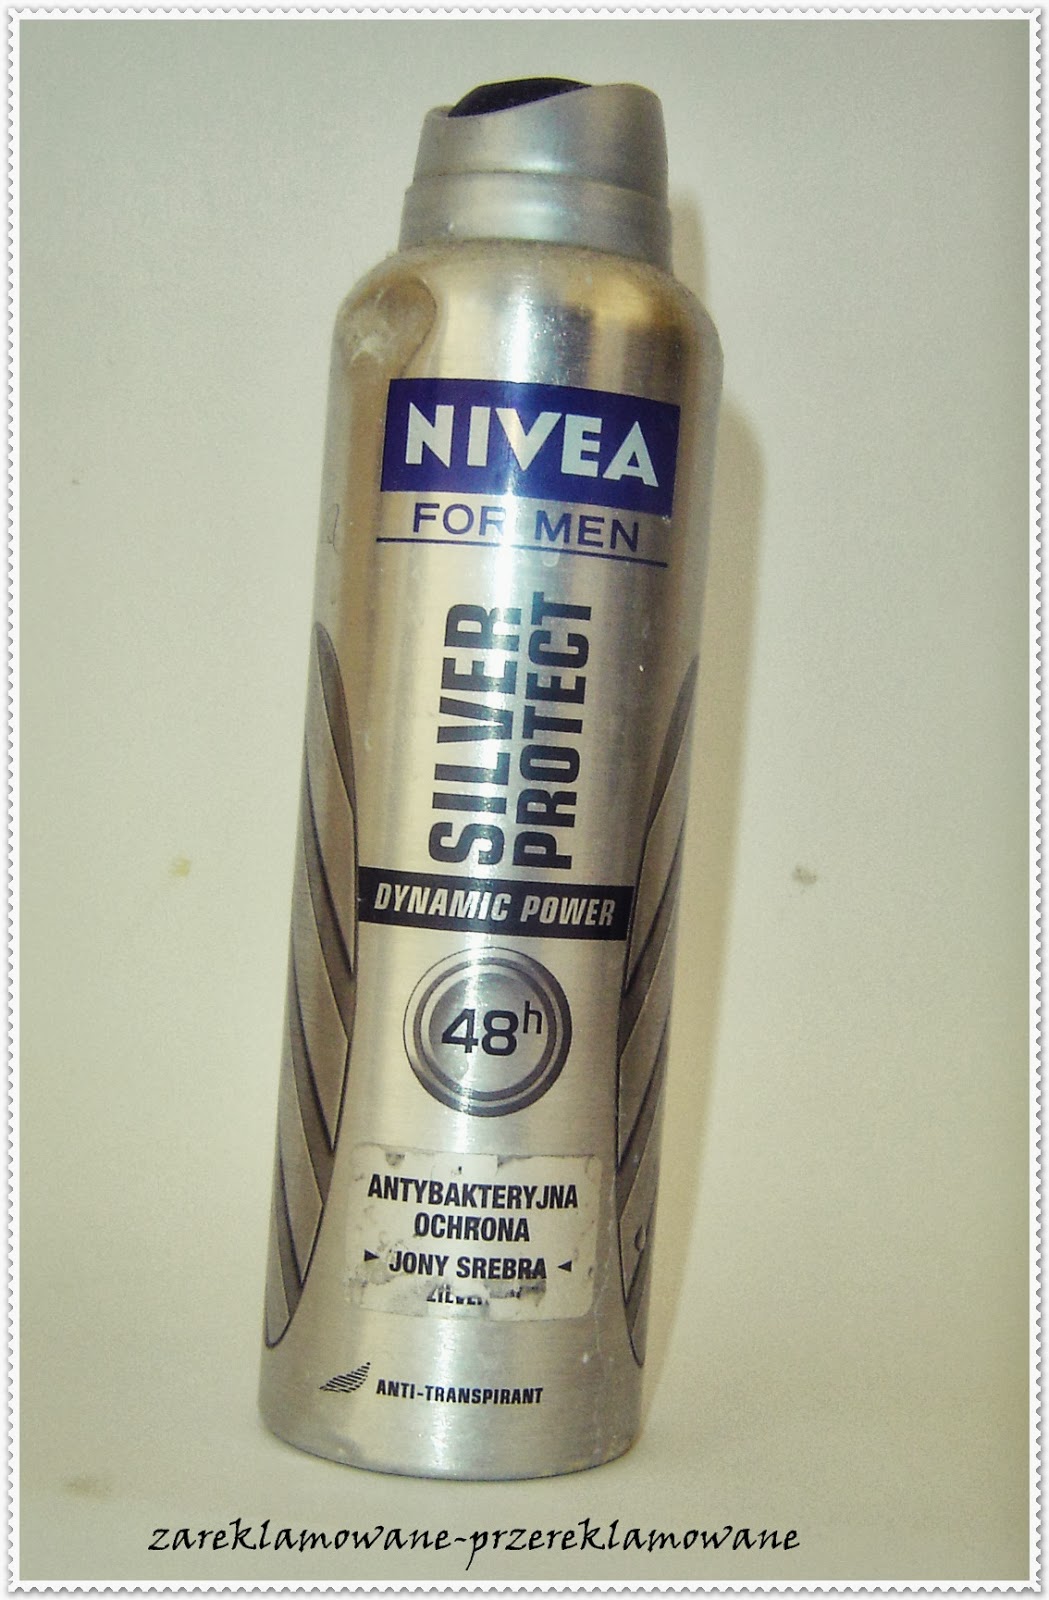 NIVEA
FOR MEN
SILVER
PROTECT
DYNAMIC POWER
48h
ANTYBAKTERYJNA
OCHRONA
► JONY SREBRA ◄
ANTI-TRANSPIRANT
zareklamowane-przereklamowane